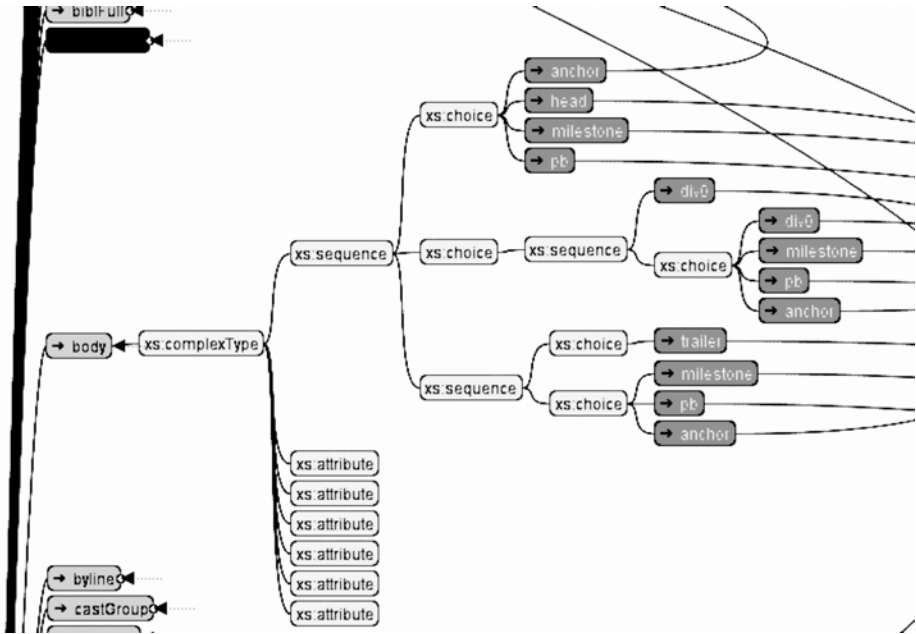 → biblFull
→ anchor
→ head
xs:choice
→ milestone
→ pb
→ div0
→ div0
xs:sequence
xs:choice
xs:sequence
→ milestone
xs:choice
→ pb
→ anchor
→ body
xs:complexType
xs:choice
→ trailer
→ milestone
xs:sequence
xs:choice
→ pb
→ anchor
xs:attribute
xs:attribute
xs:attribute
xs:attribute
→ byline
xs:attribute
→ castGroup
xs:attribute